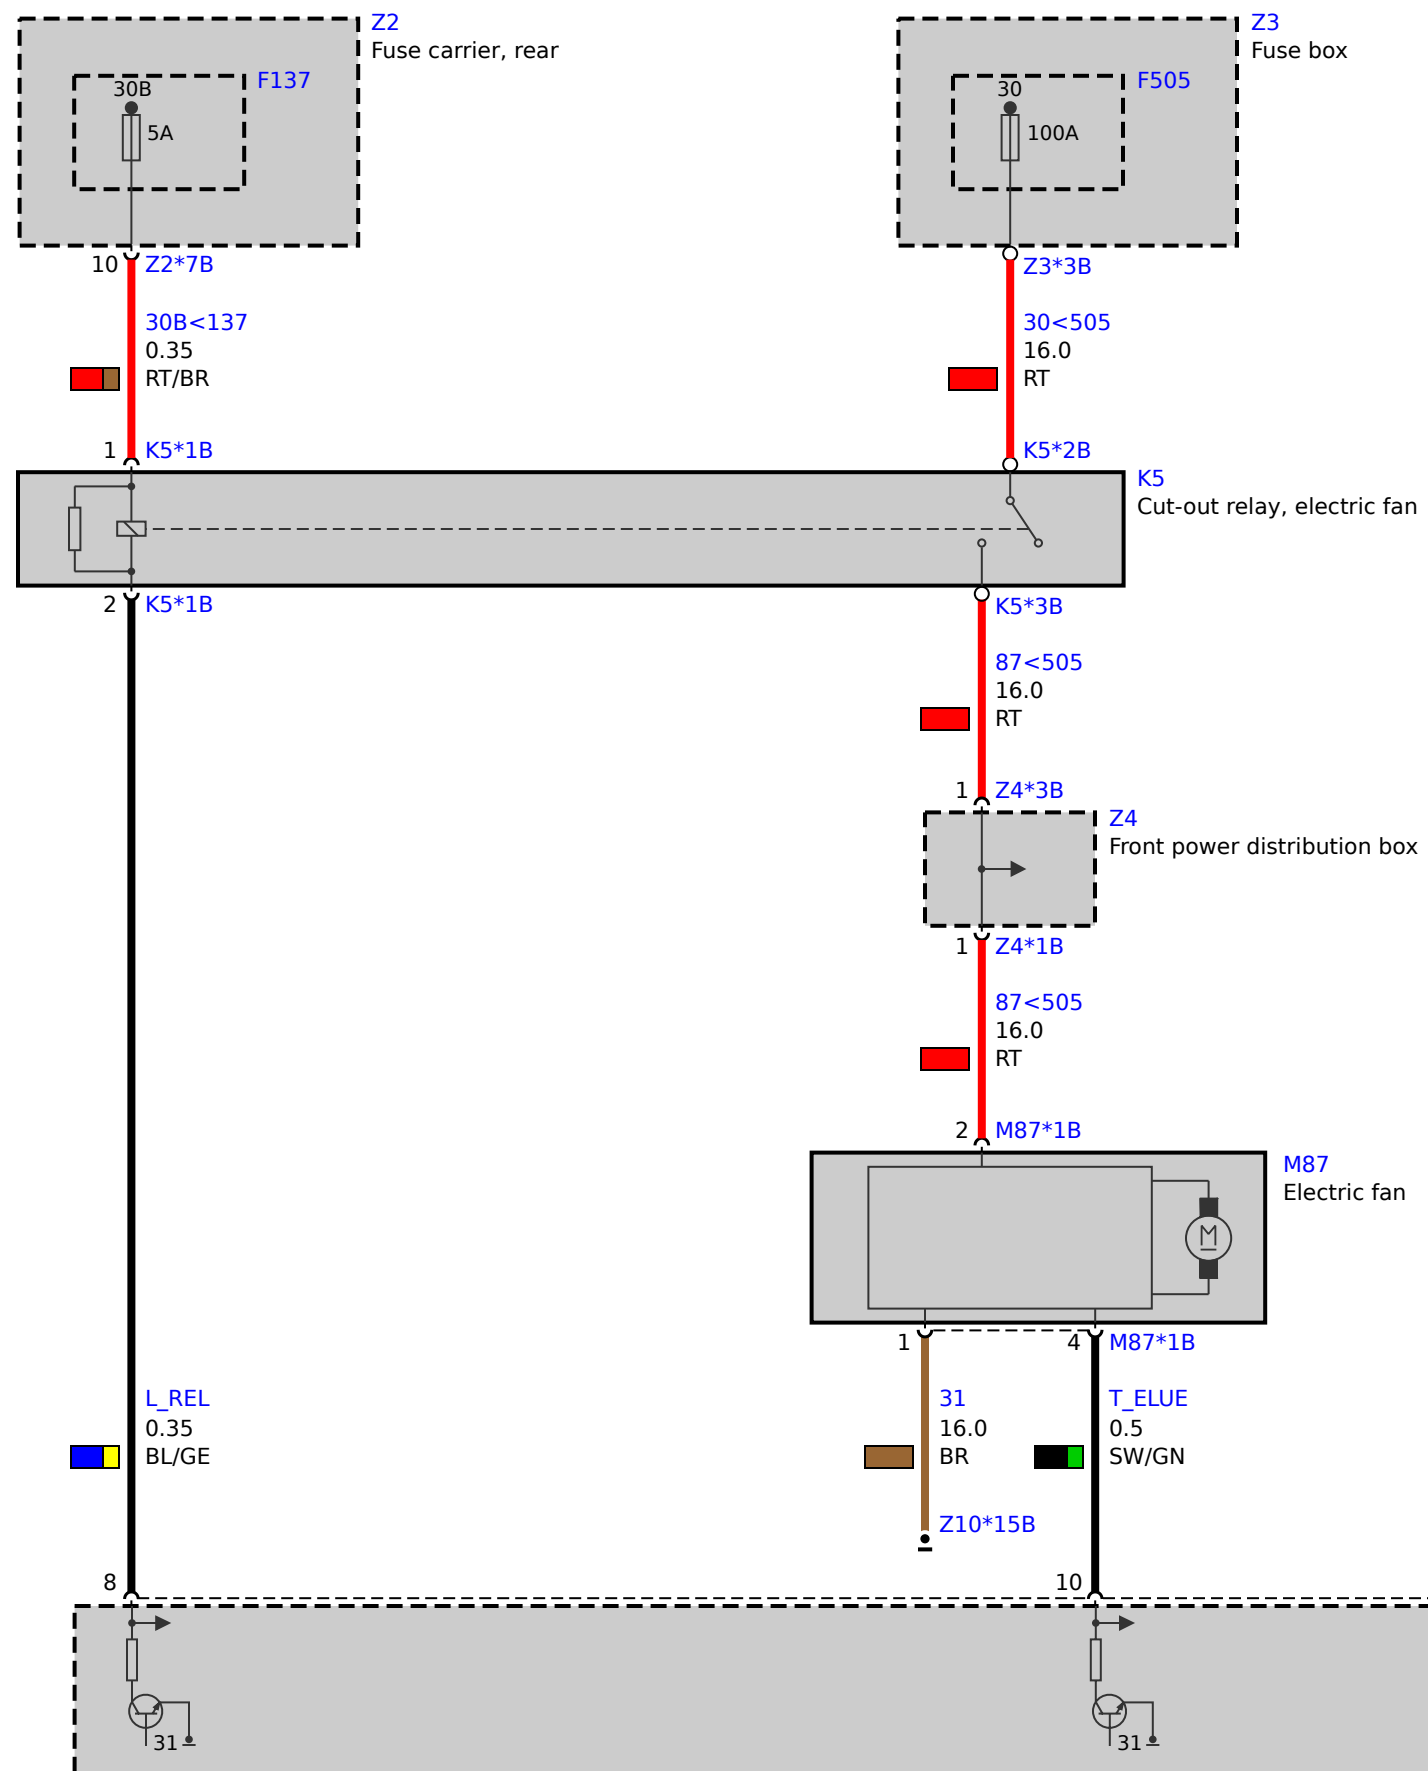 Z2
Fuse carrier, rear
F137
30B
5A
Z3
Fuse box
F505
30
100A
10 Z2*7B
Z3*3B
30B<137
0.35
RT/BR
30<505
16.0
RT
1 K5*1B
K5*2B
K5
Cut-out relay, electric fan
2 K5*1B
K5*3B
87<505
16.0
RT
1 Z4*3B
Z4
Front power distribution box
1 Z4*1B
87<505
16.0
RT
2 M87*1B
M87
Electric fan
M
1
4 M87*1B
L_REL
0.35
BL/GE
31
16.0
BR
T_ELUE
0.5
SW/GN
Z10*15B
8
10
31
31